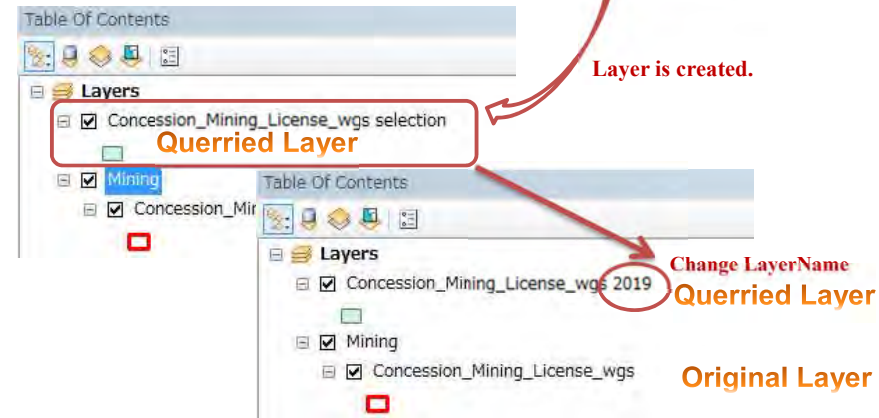 Table Of Contents
Layer is created.
Layers
Concession_Mining_License_wgs selection
Querried Layer
Mining
Concession_Mir
Table Of Contents
Layers
Change LayerName
Concession_Mining_License_wgs 2019
Querried Layer
Mining
Concession_Mining_License_wgs
Original Layer